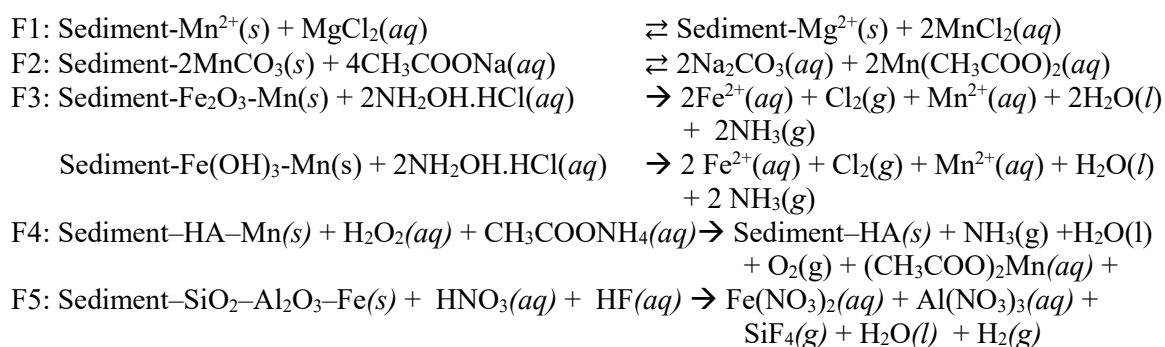 F1: Sediment-Mn²⁺(s) + MgCl₂(aq) ⇄ Sediment-Mg²⁺(s) + 2MnCl₂(aq)
F2: Sediment-2MnCO₃(s) + 4CH₃COONa(aq) ⇄ 2Na₂CO₃(aq) + 2Mn(CH₃COO)₂(aq)
F3: Sediment-Fe₂O₃-Mn(s) + 2NH₂OH.HCl(aq) → 2Fe²⁺(aq) + Cl₂(g) + Mn²⁺(aq) + 2H₂O(l)
+ 2NH₃(g)
Sediment-Fe(OH)₃-Mn(s) + 2NH₂OH.HCl(aq) → 2 Fe²⁺(aq) + Cl₂(g) + Mn²⁺(aq) + H₂O(l)
+ 2 NH₃(g)
F4: Sediment–HA–Mn(s) + H₂O₂(aq) + CH₃COONH₄(aq) → Sediment–HA(s) + NH₃(g) +H₂O(l)
+ O₂(g) + (CH₃COO)₂Mn(aq) +
F5: Sediment–SiO₂–Al₂O₃–Fe(s) + HNO₃(aq) + HF(aq) → Fe(NO₃)₂(aq) + Al(NO₃)₃(aq) +
SiF₄(g) + H₂O(l) + H₂(g)